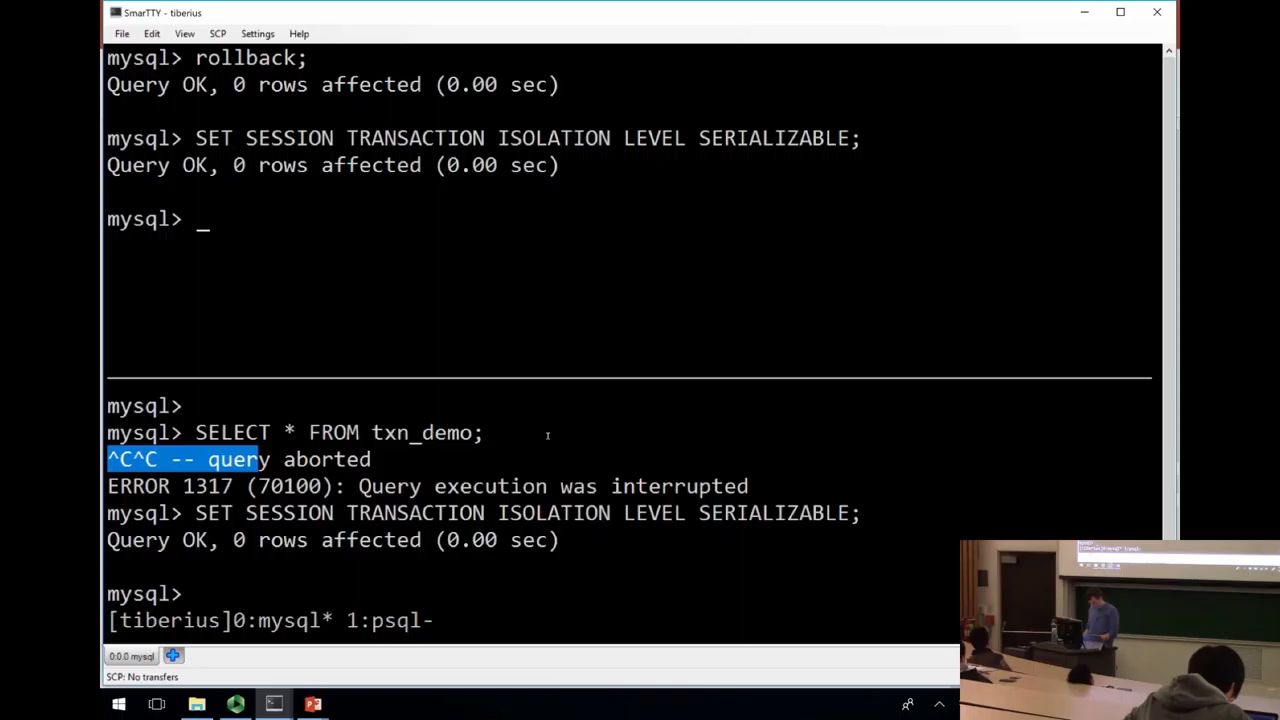 SmarTTY - tiberius
File Edit View SCP Settings Help
mysql> rollback;
Query OK, 0 rows affected (0.00 sec)
mysql> SET SESSION TRANSACTION ISOLATION LEVEL SERIALIZABLE;
Query OK, 0 rows affected (0.00 sec)
mysql> _
mysql>
mysql> SELECT * FROM txn_demo;
^C^C -- query aborted
ERROR 1317 (70100): Query execution was interrupted
mysql> SET SESSION TRANSACTION ISOLATION LEVEL SERIALIZABLE;
Query OK, 0 rows affected (0.00 sec)
mysql>
[tiberius]0:mysql* 1:psql-
0:0.0 mysql
SCP: No transfers